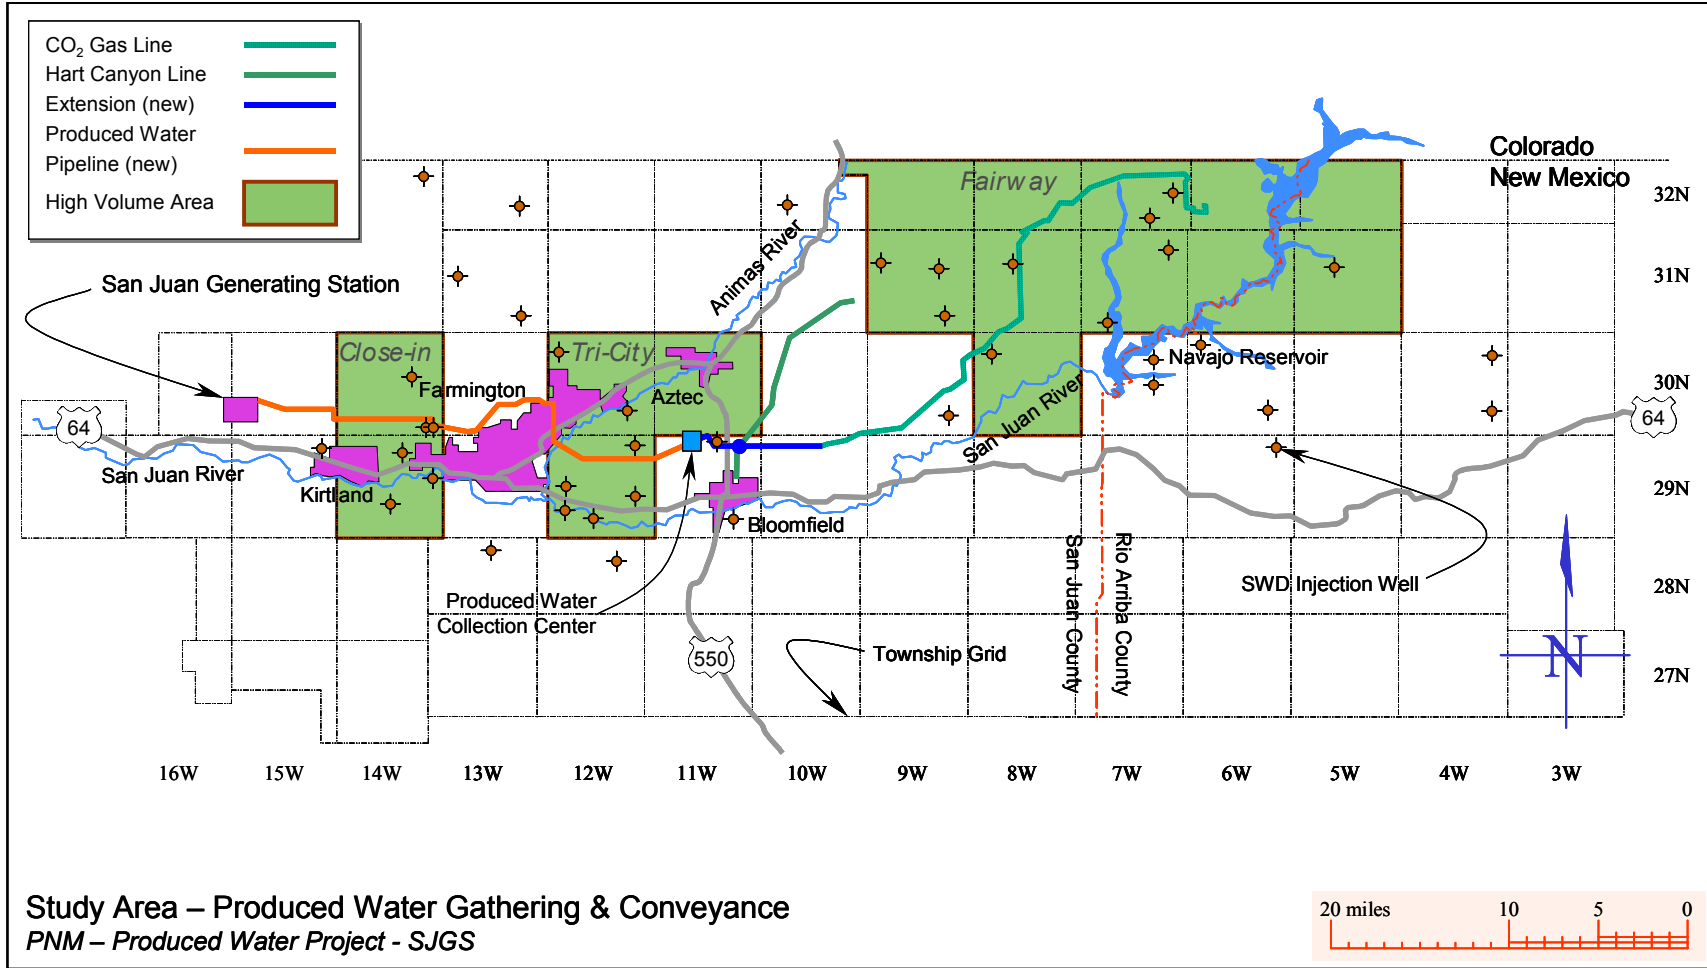 CO2 Gas Line
Hart Canyon Line
Extension (new)
Produced Water
Pipeline (new)
High Volume Area
Colorado
New Mexico
Fairway
32N
31N
30N
29N
28N
27N
San Juan Generating Station
Animas River
Close-in
Tri-City
Farmington
Aztec
Navajo Reservoir
64
64
San Juan River
San Juan River
Kirtland
Bloomfield
San Juan County
Rio Arriba County
SWD Injection Well
Produced Water
Collection Center
550
Township Grid
N
16W 15W 14W 13W 12W 11W 10W 9W 8W 7W 6W 5W 4W 3W
Study Area – Produced Water Gathering & Conveyance
PNM – Produced Water Project - SJGS
20 miles 10 5 0